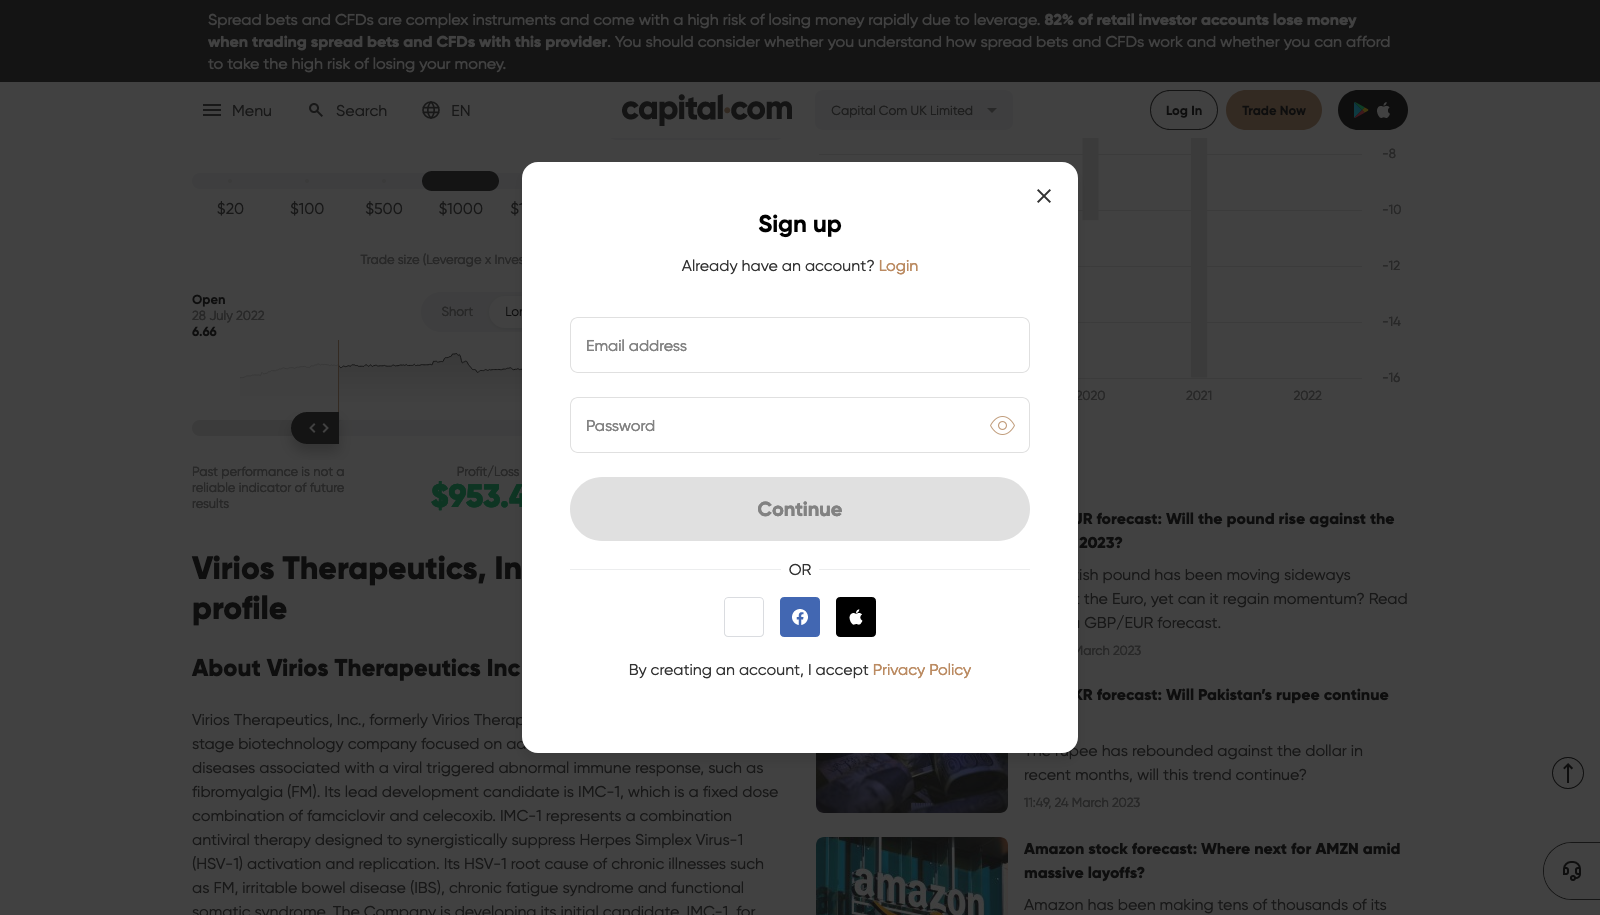 Spread bets and CFDs are complex instruments and come with a high risk of losing money rapidly due to leverage. 82% of retail investor accounts lose money
when trading spread bets and CFDs with this provider. You should consider whether you understand how spread bets and CFDs work and whether you can afford
to take the high risk of losing your money.
Menu
Search
EN
capital.com
Capital Com UK Limited
Log In
Trade Now
$20
$100
$500
$1000
Trade size (Leverage x
Open
28 July 2022
6.66
Short
Past performance is not a
reliable indicator of future
results
Profit/Loss
$953.
Virios Therapeutics,
profile
About Virios Therapeutics Inc
Virios Therapeutics, Inc., formerly Virios
stage biotechnology company focused on
diseases associated with a viral triggered abnormal immune response, such as
fibromyalgia (FM). Its lead development candidate is IMC-1, which is a fixed dose
combination of famciclovir and celecoxib. IMC-1 represents a combination
antiviral therapy designed to synergistically suppress Herpes Simplex Virus-1
(HSV-1) activation and replication. Its HSV-1 root cause of chronic illnesses such
as FM, irritable bowel disease (IBS), chronic fatigue syndrome and functional
somatic syndrome. The Company is developing its initial candidate, IMC-1, for
Sign up
Already have an account? Login
Email address
Password
Continue
OR
By creating an account, I accept Privacy Policy
-8
-10
-12
-14
-16
2020
2021
2022
forecast: Will the pound rise against the
2023?
pound has been moving sideways
the Euro, yet can it regain momentum? Read
GBP/EUR forecast.
March 2023
forecast: Will Pakistan's rupee continue
The rupee has rebounded against the dollar in
recent months, will this trend continue?
11:49, 24 March 2023
amazon
Amazon stock forecast: Where next for AMZN amid
massive layoffs?
Amazon has been making tens of thousands of its